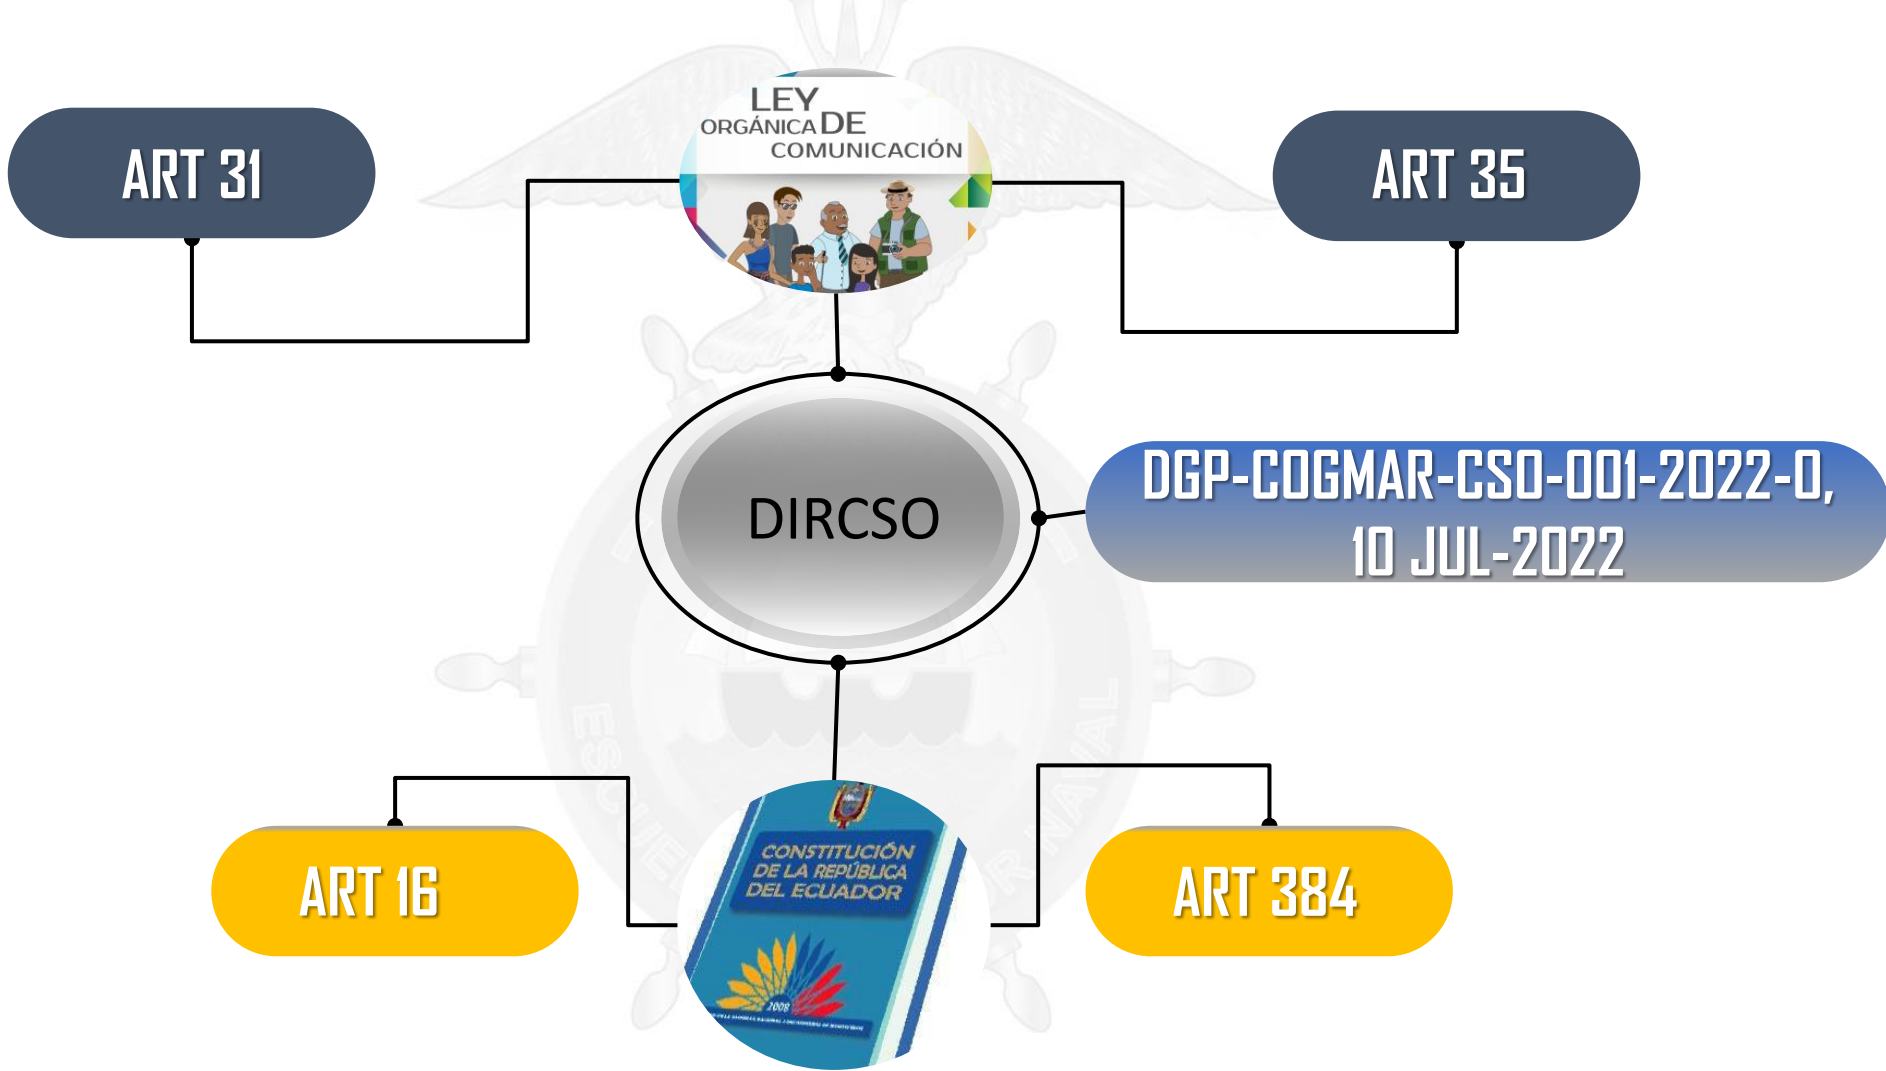 LEY
ORGÁNICA DE
COMUNICACIÓN
ART 31
ART 35
DIRCSO
DGP-COGMAR-CSO-001-2022-O,
10 JUL-2022
CONSTITUCIÓN
DE LA REPÚBLICA
DEL ECUADOR
2008
ART 16
ART 384
NAVAL